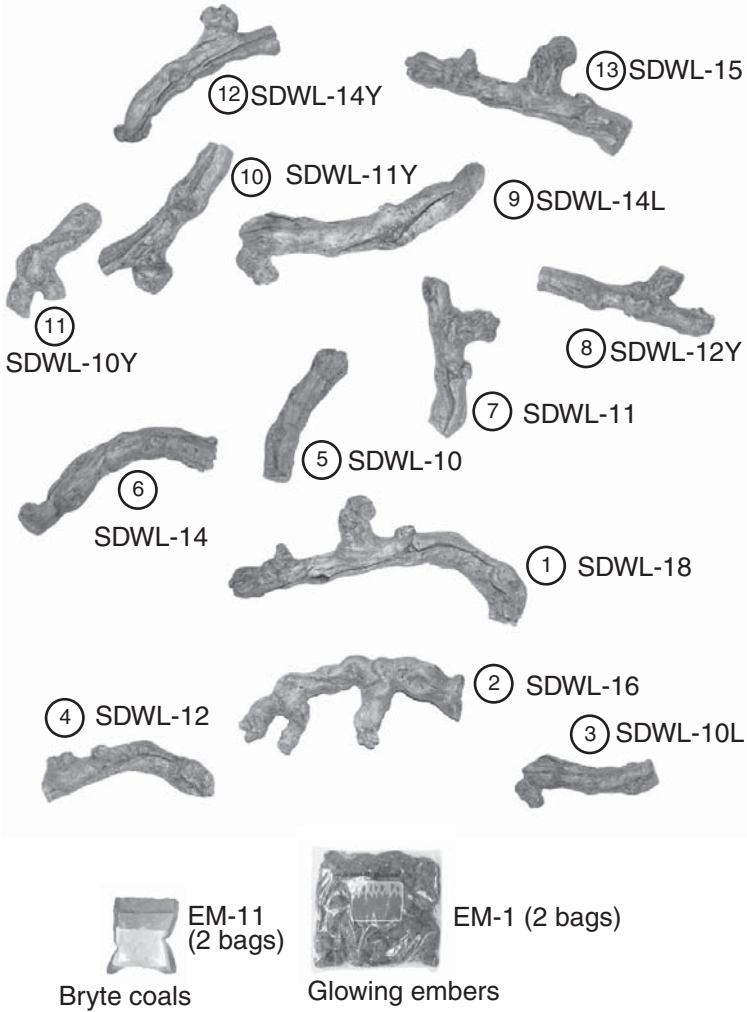 12 SDWL-14Y
13 SDWL-15
10 SDWL-11Y
9 SDWL-14L
11
SDWL-10Y
8 SDWL-12Y
7 SDWL-11
5 SDWL-10
6
SDWL-14
1 SDWL-18
2 SDWL-16
4 SDWL-12
3 SDWL-10L
EM-11
(2 bags)
Bryte coals
EM-1 (2 bags)
Glowing embers